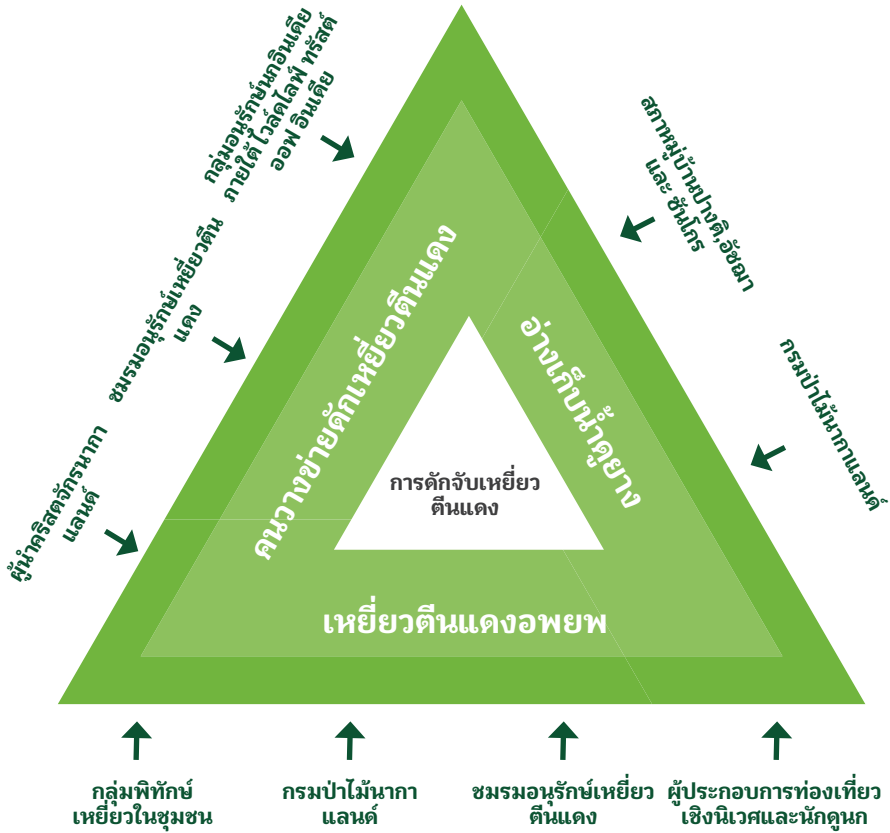 กลุ่มอนุรักษ์นกอินเดีย
ภายใต้ ไวล์ดไลฟ์ ทรัสต์
ออฟ อินเดีย
ชมรมอนุรักษ์เหยี่ยวตีน
แดง
ผู้นำคริสตจักรนากา
แลนด์
สภาหมู่บ้านปางติ,อัชฌา
และ ซันโกร
กรมป่าไม้นากาแลนด์
คนวางข่ายดักเหยี่ยวตีนแดง
อ่างเก็บน้ำดูยาง
เหยี่ยวตีนแดงอพยพ
การดักจับเหยี่ยว
ตีนแดง
กลุ่มพิทักษ์
เหยี่ยวในชุมชน
กรมป่าไม้นากา
แลนด์
ชมรมอนุรักษ์เหยี่ยว
ตีนแดง
ผู้ประกอบการท่องเที่ยว
เชิงนิเวศและนักดูนก